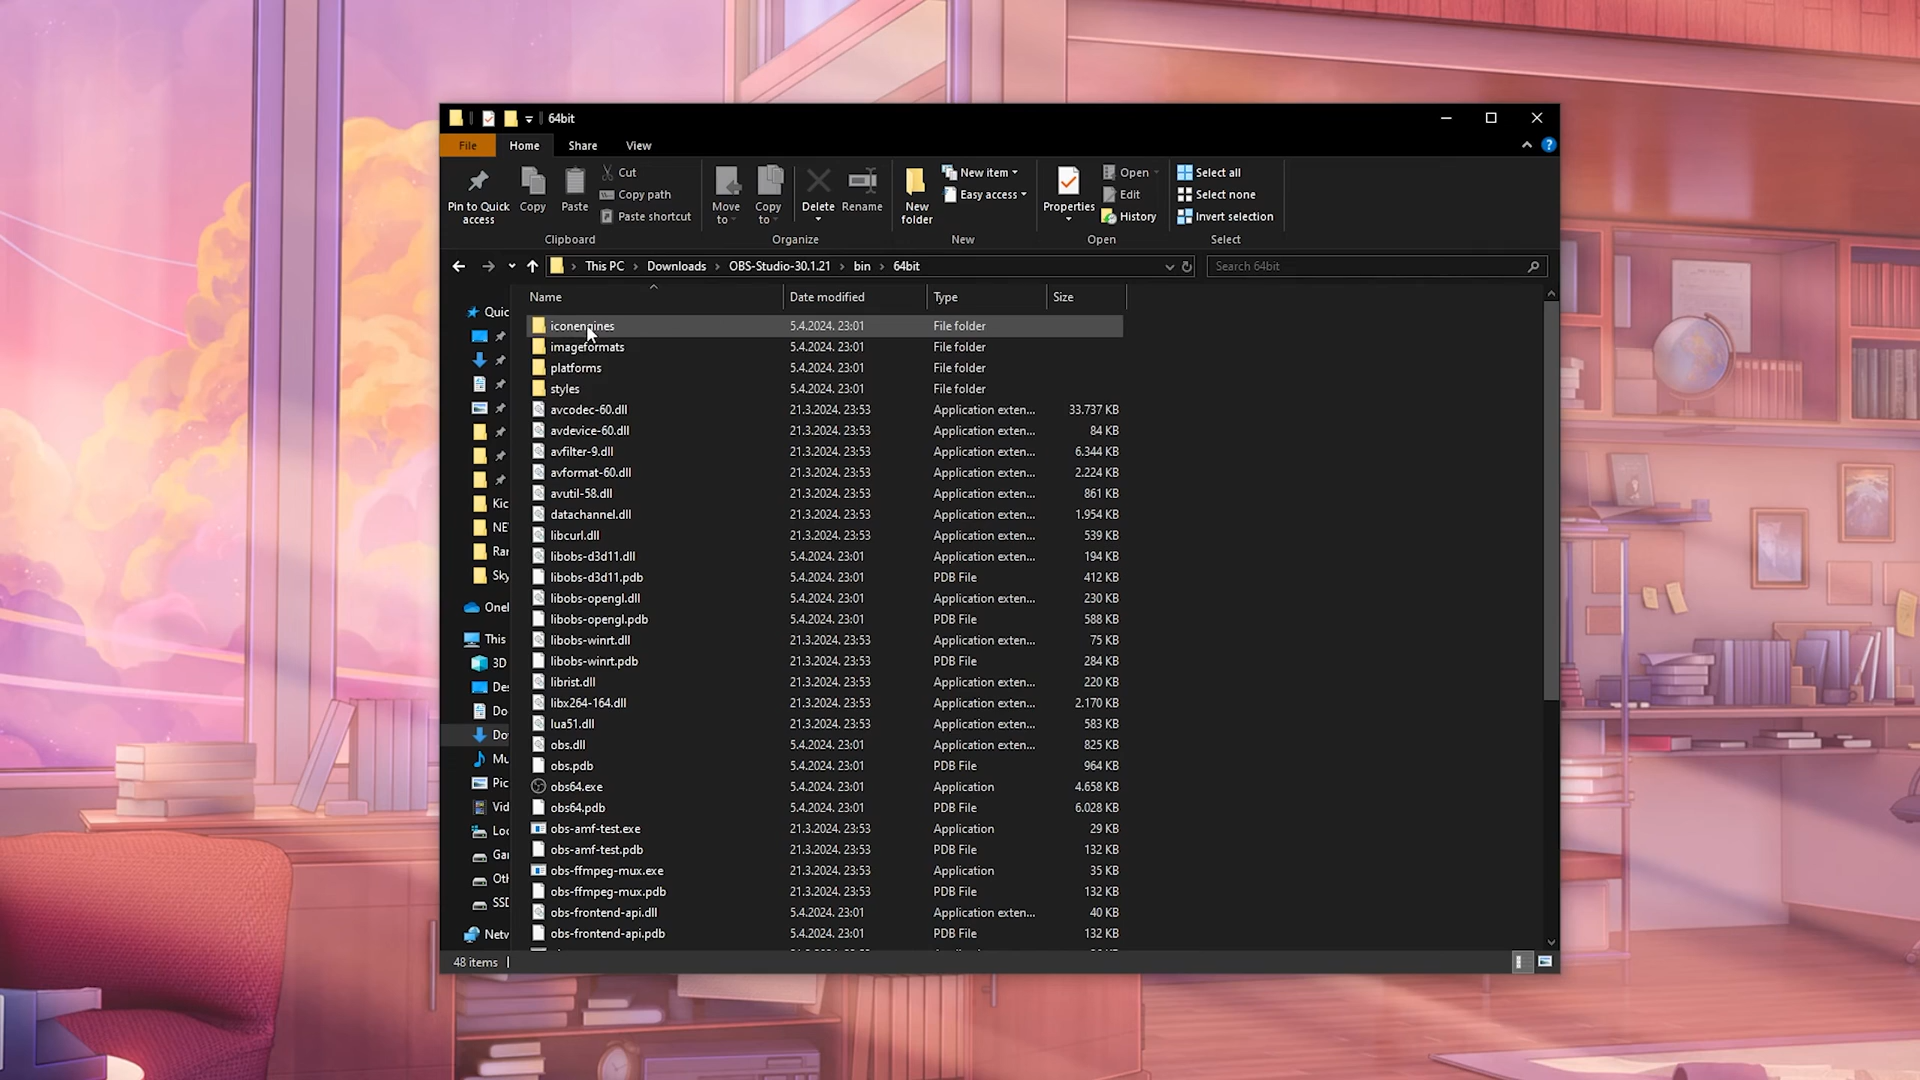 64bit
File
Home
Share
View
Pin to Quick access
Copy
Paste
Cut
Copy path
Paste shortcut
Clipboard
Move to
Copy to
Delete
Rename
Organize
New folder
New item
Easy access
New
Properties
Open
Edit
History
Open
Select all
Select none
Invert selection
Select
This PC > Downloads > OBS-Studio-30.1.21 > bin > 64bit
Search 64bit
Name Date modified Type Size
Quic
Kic
NE
Rar
Sky
One
This
3D
Des
Do
Do
Mu
Pic
Vid
Loc
Gar
Oth
SSD
Netw
iconengines 5.4.2024. 23:01 File folder
imageformats 5.4.2024. 23:01 File folder
platforms 5.4.2024. 23:01 File folder
styles 5.4.2024. 23:01 File folder
avcodec-60.dll 21.3.2024. 23:53 Application exten... 33.737 KB
avdevice-60.dll 21.3.2024. 23:53 Application exten... 84 KB
avfilter-9.dll 21.3.2024. 23:53 Application exten... 6.344 KB
avformat-60.dll 21.3.2024. 23:53 Application exten... 2.224 KB
avutil-58.dll 21.3.2024. 23:53 Application exten... 861 KB
datachannel.dll 21.3.2024. 23:53 Application exten... 1.954 KB
libcurl.dll 21.3.2024. 23:53 Application exten... 539 KB
libobs-d3d11.dll 5.4.2024. 23:01 Application exten... 194 KB
libobs-d3d11.pdb 5.4.2024. 23:01 PDB File 412 KB
libobs-opengl.dll 5.4.2024. 23:01 Application exten... 230 KB
libobs-opengl.pdb 5.4.2024. 23:01 PDB File 588 KB
libobs-winrt.dll 21.3.2024. 23:53 Application exten... 75 KB
libobs-winrt.pdb 21.3.2024. 23:53 PDB File 284 KB
librist.dll 21.3.2024. 23:53 Application exten... 220 KB
libx264-164.dll 21.3.2024. 23:53 Application exten... 2.170 KB
lua51.dll 21.3.2024. 23:53 Application exten... 583 KB
obs.dll 5.4.2024. 23:01 Application exten... 825 KB
obs.pdb 5.4.2024. 23:01 PDB File 964 KB
obs64.exe 5.4.2024. 23:01 Application 4.658 KB
obs64.pdb 5.4.2024. 23:01 PDB File 6.028 KB
obs-amf-test.exe 21.3.2024. 23:53 Application 29 KB
obs-amf-test.pdb 21.3.2024. 23:53 PDB File 132 KB
obs-ffmpeg-mux.exe 21.3.2024. 23:53 Application 35 KB
obs-ffmpeg-mux.pdb 21.3.2024. 23:53 PDB File 132 KB
obs-frontend-api.dll 5.4.2024. 23:01 Application exten... 40 KB
obs-frontend-api.pdb 5.4.2024. 23:01 PDB File 132 KB
48 items